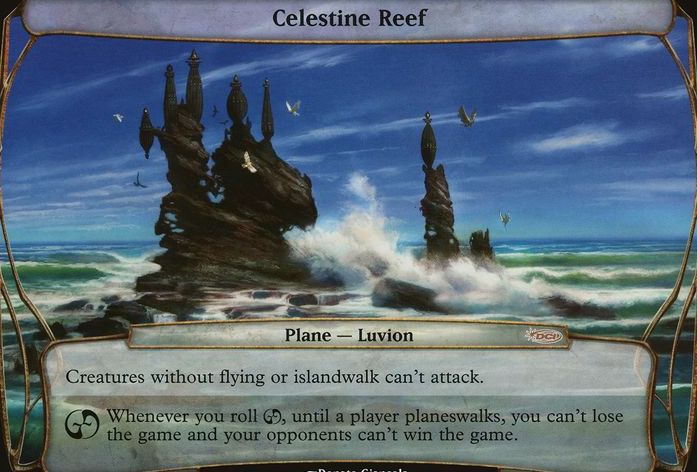 Celestine Reef
Plane — Luvion
DCI
Creatures without flying or islandwalk can't attack.
Whenever you roll , until a player planeswalks, you can't lose
the game and your opponents can't win the game.